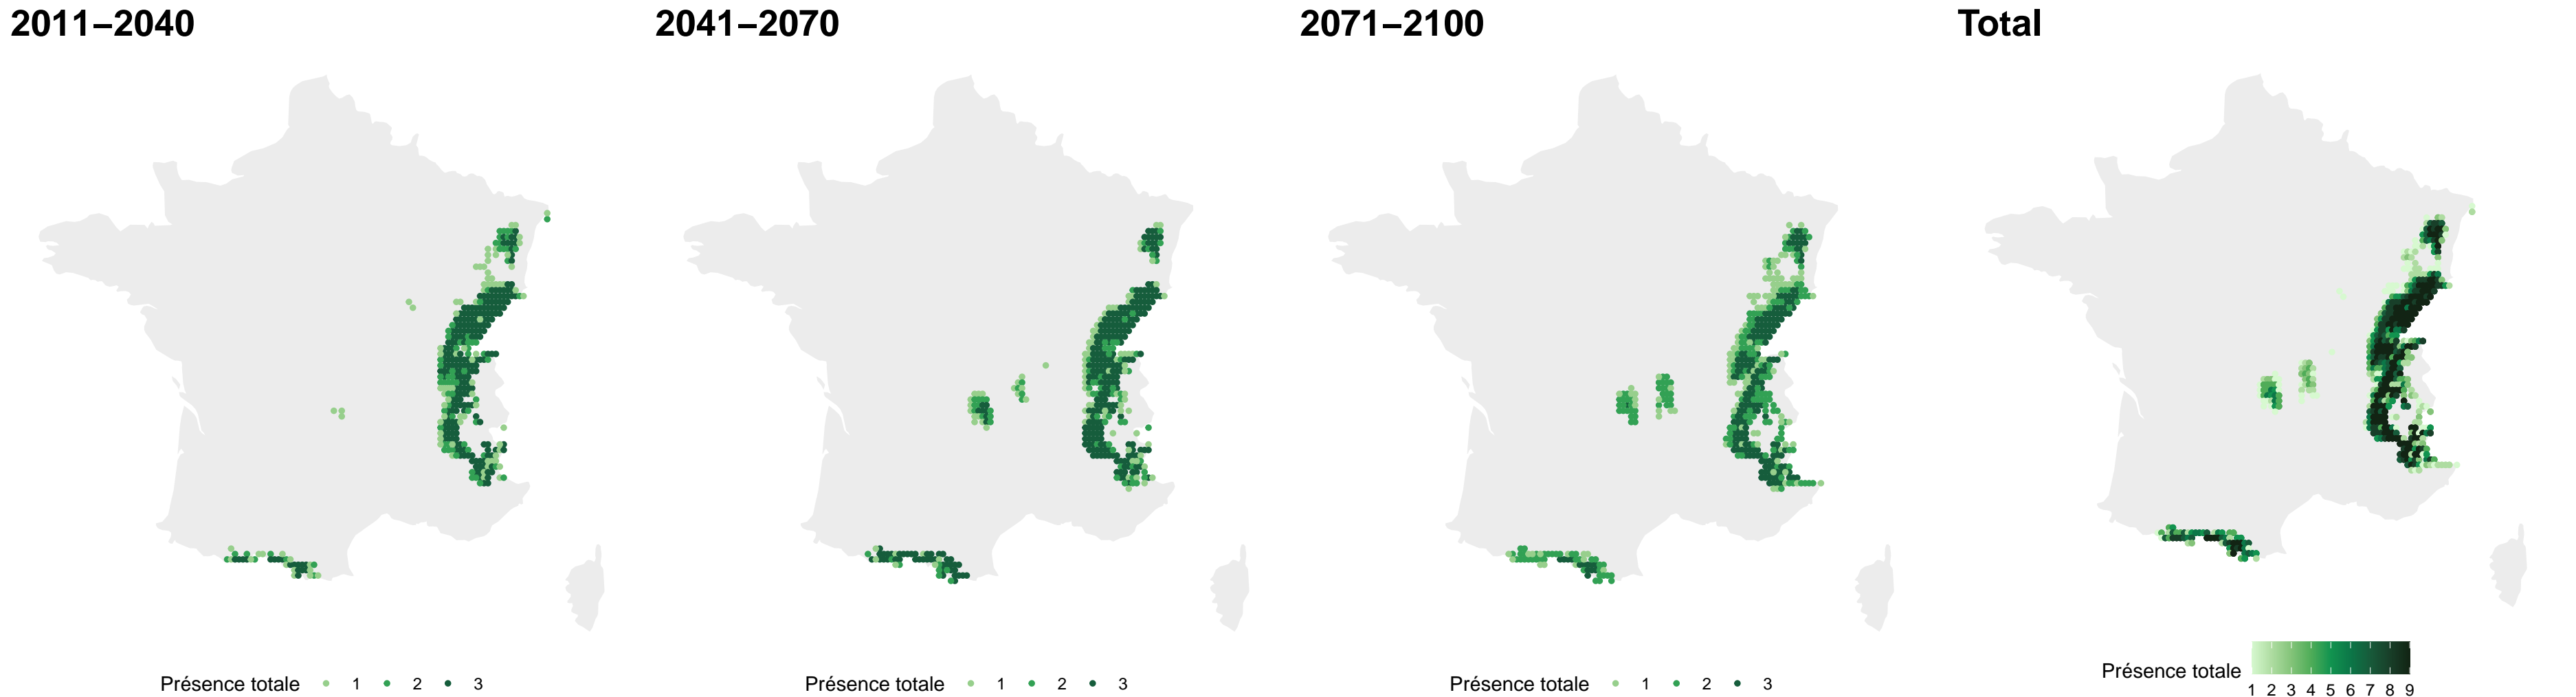 2011–2040
2041–2070
2071–2100
Total
Présence totale 1 2 3
Présence totale 1 2 3
Présence totale 1 2 3
Présence totale
1 2 3 4 5 6 7 8 9